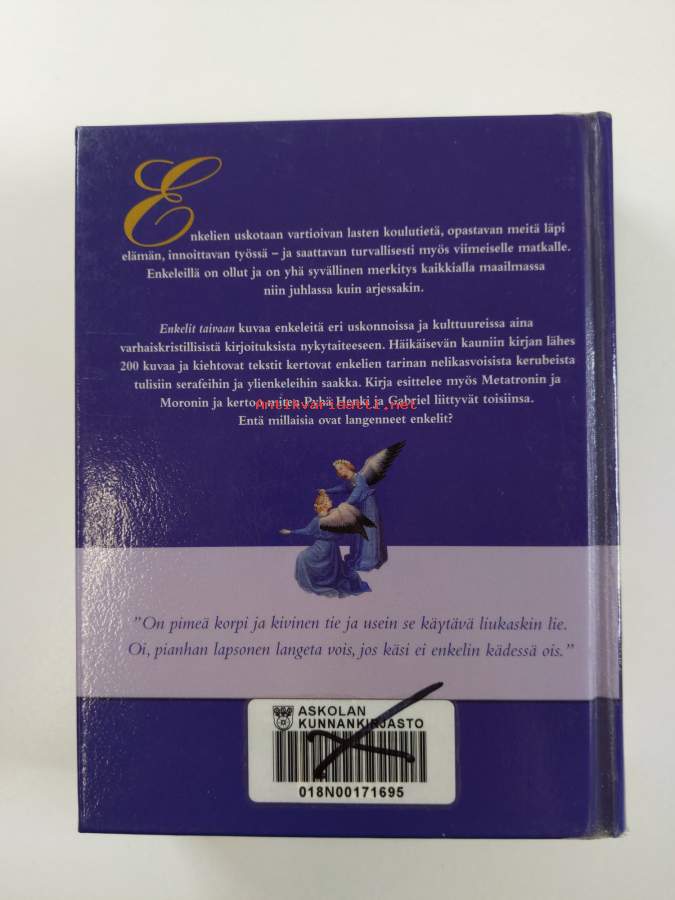 Enkelien uskotaan vartioivan lasten koulutietä, opastavan meitä läpi
elämän, innoittavan työssä – ja saattavan turvallisesti myös viimeiselle matkalle.
Enkeleillä on ollut ja on yhä syvällinen merkitys kaikkialla maailmassa
niin juhlassa kuin arjessakin.
Enkelit taivaan kuvaa enkeleitä eri uskonnoissa ja kulttuureissa aina
varhaiskristillisistä kirjoituksista nykytaiteeseen. Häikäisevän kauniin kirjan lähes
200 kuvaa ja kiehtovat tekstit kertovat enkelien tarinan nelikasvoisista kerubeista
tulisiin serafeihin ja ylienkeleihin saakka. Kirja esittelee myös Metatronin ja
Moronin ja kertoo miten Pyhä Henki ja Gabriel liittyvät toisiinsa.
Antikvariaatti.net
Entä millaisia ovat langenneet enkelit?
"On pimeä korpi ja kivinen tie ja usein se käytävä liukaskin lie.
Oi, pianhan lapsonen langeta vois, jos käsi ei enkelin kädessä ois."
ASKOLAN
KUNNANKIRJASTO
018N00171695